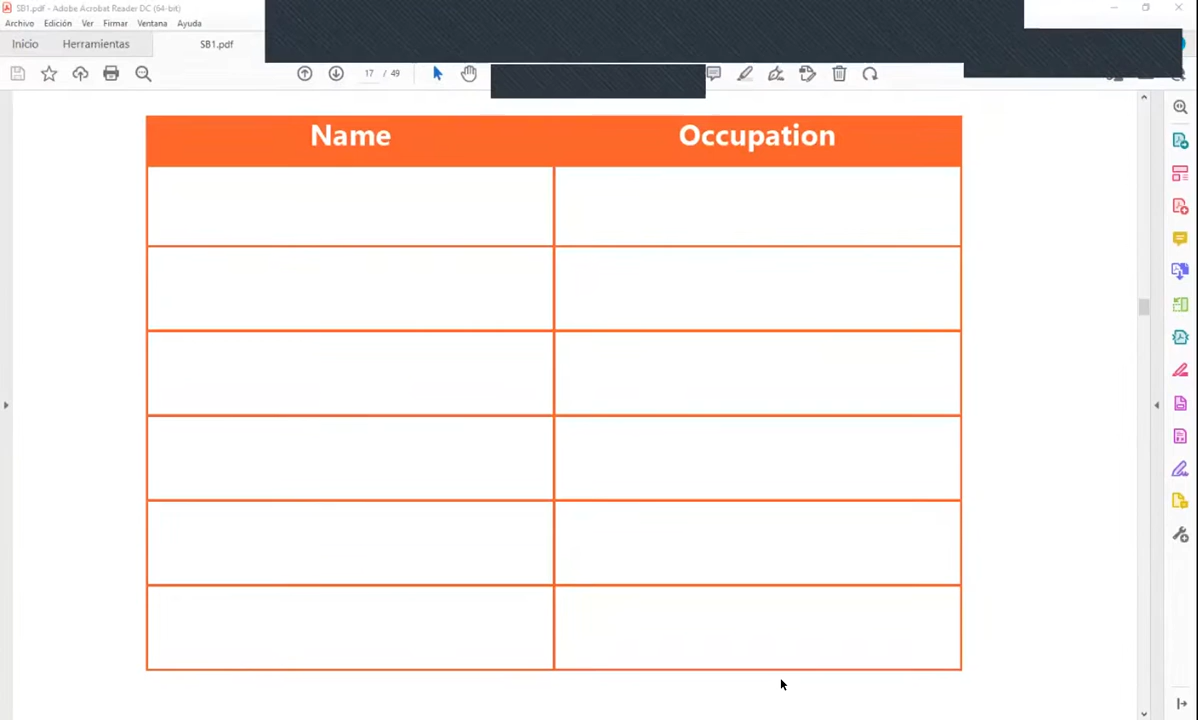 SB1.pdf - Adobe Acrobat Reader DC (64-bit)
Archivo Edición Ver Firmar Ventana Ayuda
Inicio Herramientas SB1.pdf
17 / 49
Name Occupation